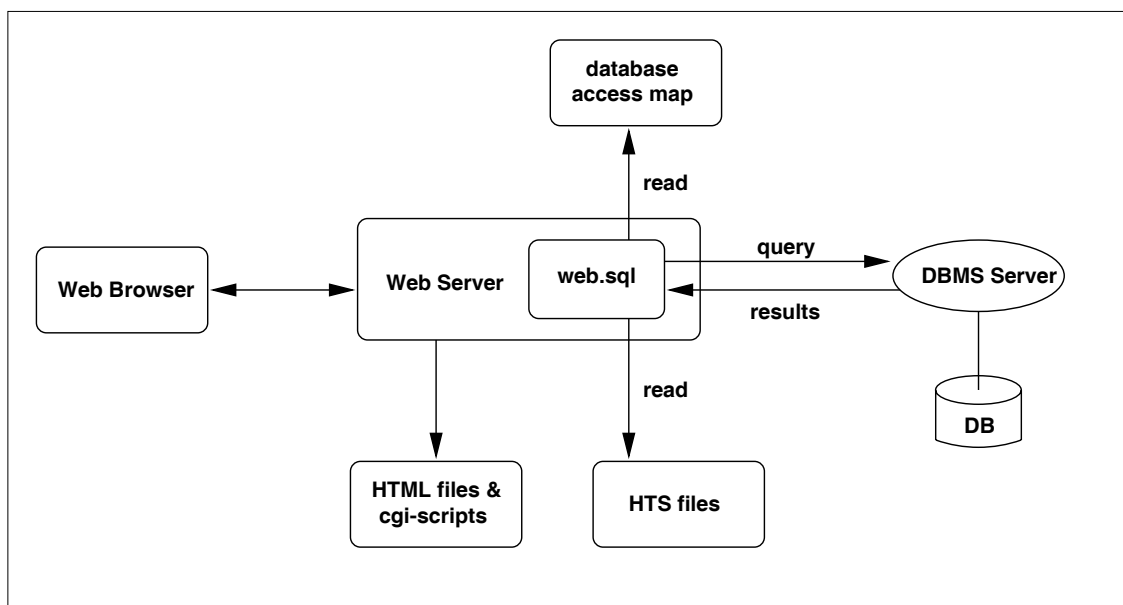 database
access map
read
query
Web Browser
Web Server
web.sql
DBMS Server
results
read
DB
HTML files &
cgi-scripts
HTS files